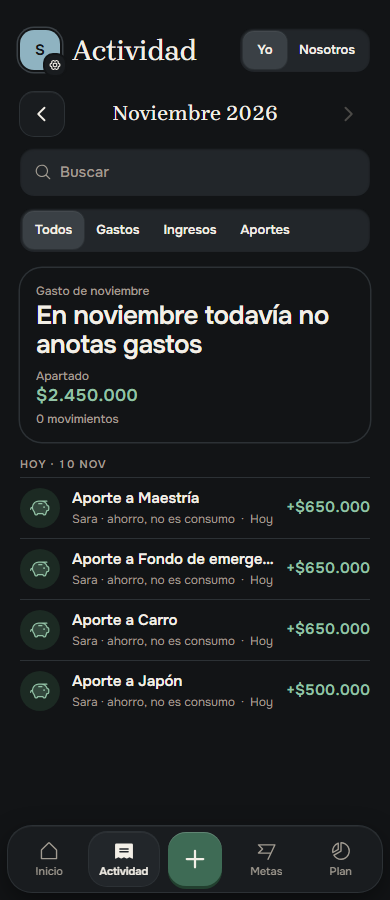 S
Actividad
Yo
Nosotros
Noviembre 2026
Buscar
Todos
Gastos
Ingresos
Aportes
Gasto de noviembre
En noviembre todavía no
anotas gastos
Apartado
$2.450.000
0 movimientos
HOY · 10 NOV
Aporte a Maestría
Sara · ahorro, no es consumo · Hoy
+$650.000
Aporte a Fondo de emerge...
Sara · ahorro, no es consumo · Hoy
+$650.000
Aporte a Carro
Sara · ahorro, no es consumo · Hoy
+$650.000
Aporte a Japón
Sara · ahorro, no es consumo · Hoy
+$500.000
Inicio
Actividad
Metas
Plan